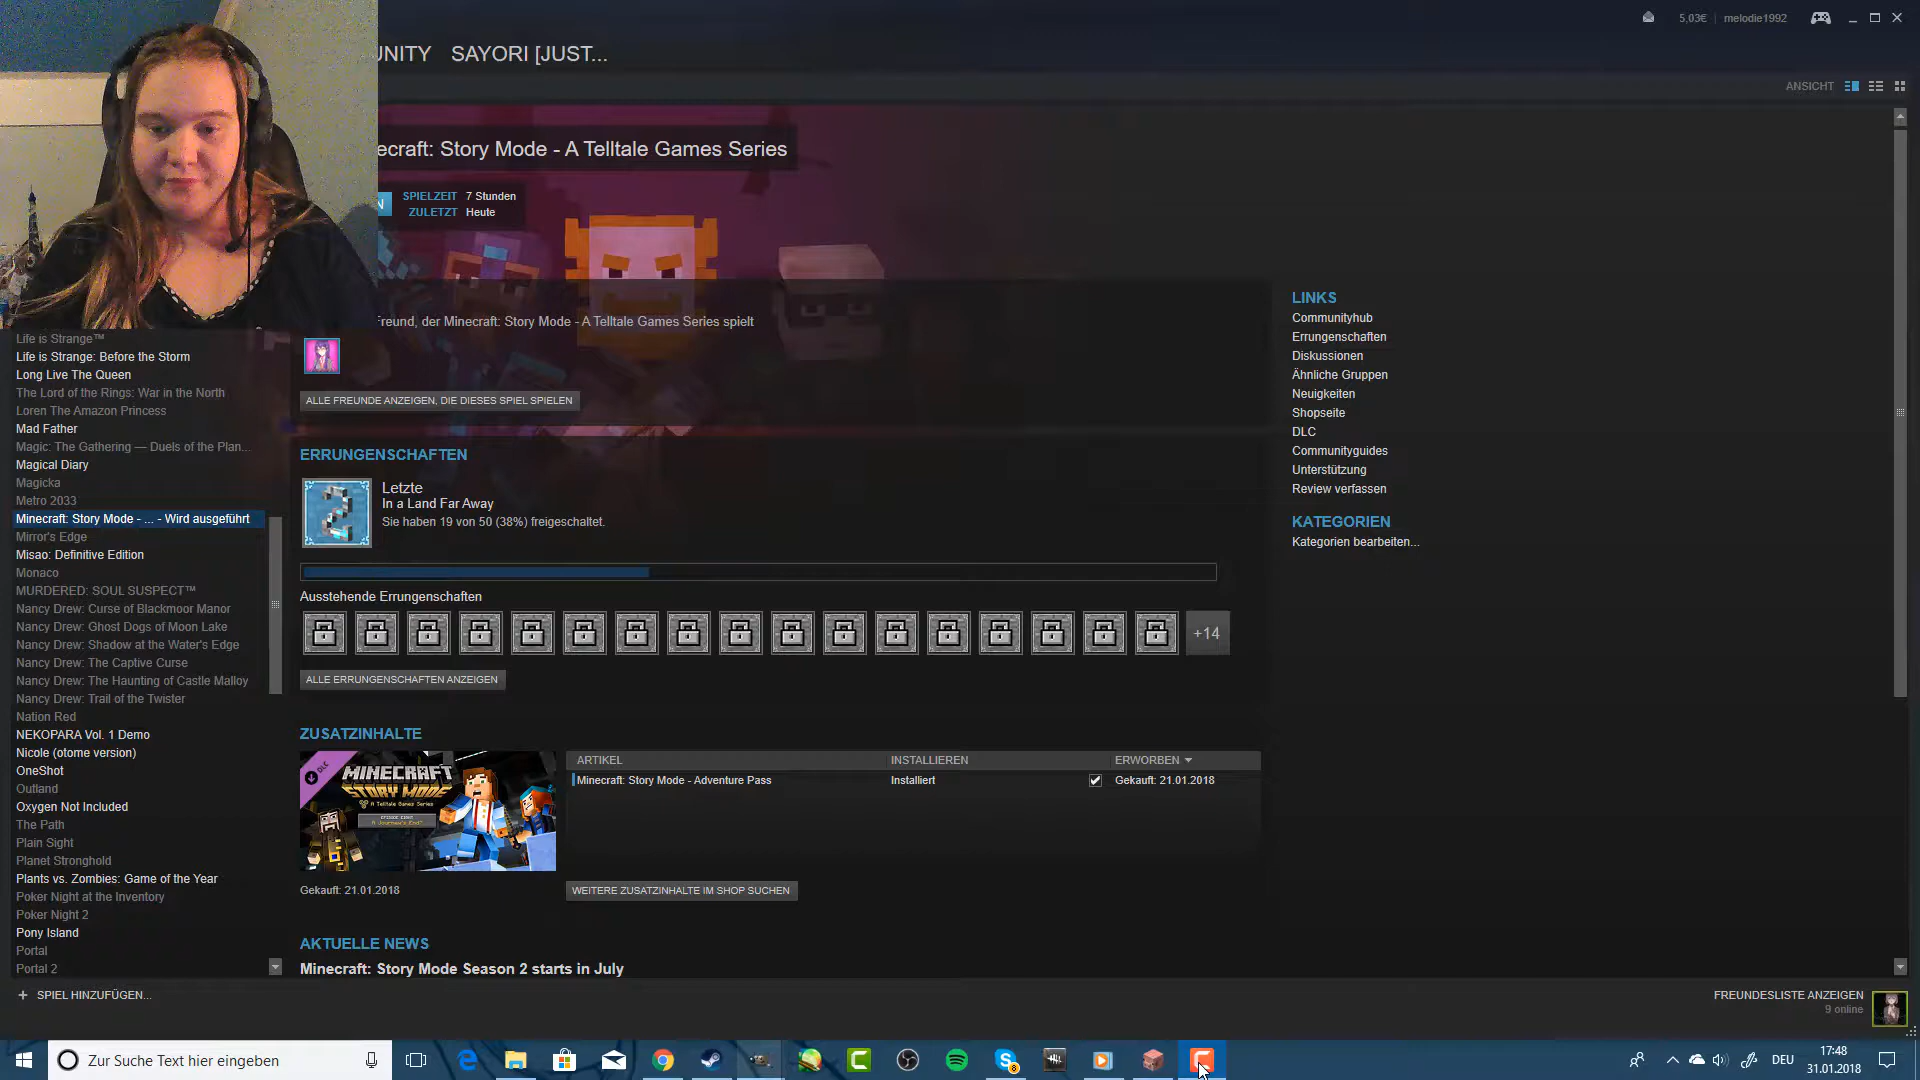 5,03€ melodie1992
UNITY SAYORI [JUST...
ANSICHT
ecraft: Story Mode - A Telltale Games Series
N
SPIELZEIT 7 Stunden
ZULETZT Heute
Freund, der Minecraft: Story Mode - A Telltale Games Series spielt
ALLE FREUNDE ANZEIGEN, DIE DIESES SPIEL SPIELEN
ERRUNGENSCHAFTEN
Letzte
In a Land Far Away
Sie haben 19 von 50 (38%) freigeschaltet.
Ausstehende Errungenschaften
+14
ALLE ERRUNGENSCHAFTEN ANZEIGEN
ZUSATZINHALTE
DLC
MINECRAFT
STORY MODE
A Telltale Games Series
EPISODE EIGHT
A Journey's End?
Gekauft: 21.01.2018
ARTIKEL INSTALLIEREN ERWORBEN
Minecraft: Story Mode - Adventure Pass Installiert Gekauft: 21.01.2018
WEITERE ZUSATZINHALTE IM SHOP SUCHEN
AKTUELLE NEWS
Minecraft: Story Mode Season 2 starts in July
LINKS
Communityhub
Errungenschaften
Diskussionen
Ähnliche Gruppen
Neuigkeiten
Shopseite
DLC
Communityguides
Unterstützung
Review verfassen
KATEGORIEN
Kategorien bearbeiten...
Life is Strange™
Life is Strange: Before the Storm
Long Live The Queen
The Lord of the Rings: War in the North
Loren The Amazon Princess
Mad Father
Magic: The Gathering — Duels of the Plan...
Magical Diary
Magicka
Metro 2033
Minecraft: Story Mode - ... - Wird ausgeführt
Mirror's Edge
Misao: Definitive Edition
Monaco
MURDERED: SOUL SUSPECT™
Nancy Drew: Curse of Blackmoor Manor
Nancy Drew: Ghost Dogs of Moon Lake
Nancy Drew: Shadow at the Water's Edge
Nancy Drew: The Captive Curse
Nancy Drew: The Haunting of Castle Malloy
Nancy Drew: Trail of the Twister
Nation Red
NEKOPARA Vol. 1 Demo
Nicole (otome version)
OneShot
Outland
Oxygen Not Included
The Path
Plain Sight
Planet Stronghold
Plants vs. Zombies: Game of the Year
Poker Night at the Inventory
Poker Night 2
Pony Island
Portal
Portal 2
+ SPIEL HINZUFÜGEN...
FREUNDESLISTE ANZEIGEN
9 online
Zur Suche Text hier eingeben
8
DEU
17:48
31.01.2018